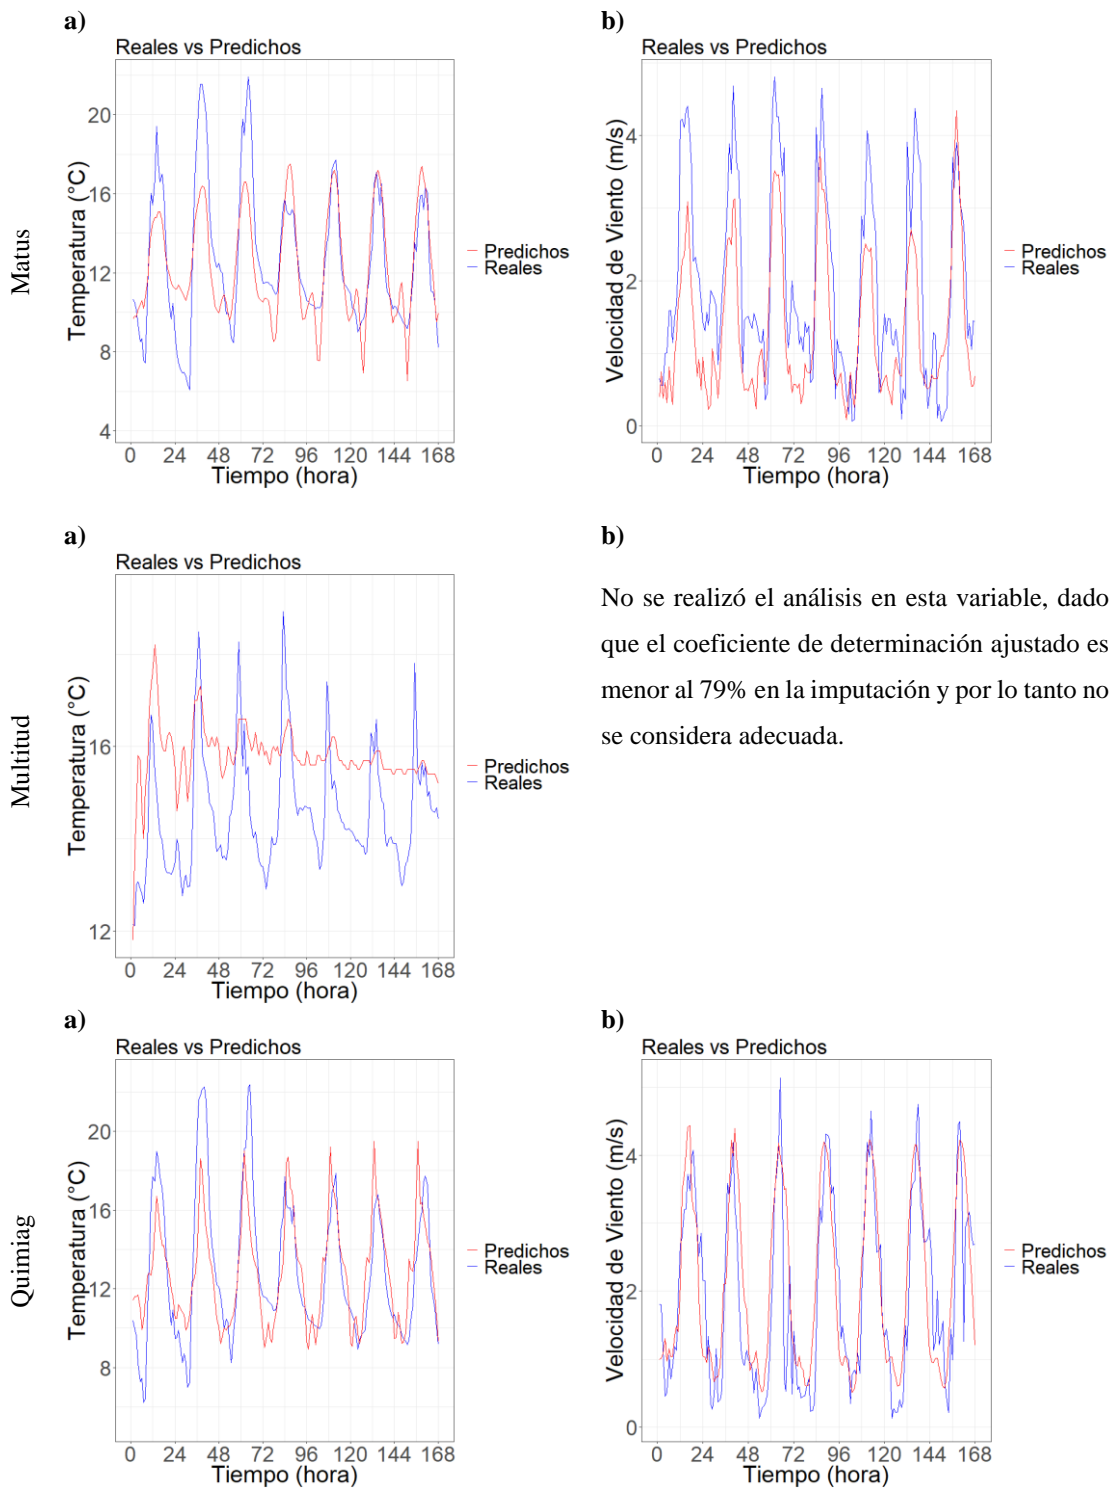 a)
Reales vs Predichos
Matus
Temperatura (°C)
20
16
12
8
4
0 24 48 72 96 120 144 168
Tiempo (hora)
Predichos
Reales
b)
Reales vs Predichos
Velocidad de Viento (m/s)
4
2
0
0 24 48 72 96 120 144 168
Tiempo (hora)
Predichos
Reales
a)
Reales vs Predichos
Multitud
Temperatura (°C)
16
12
0 24 48 72 96 120 144 168
Tiempo (hora)
Predichos
Reales
b)
No se realizó el análisis en esta variable, dado
que el coeficiente de determinación ajustado es
menor al 79% en la imputación y por lo tanto no
se considera adecuada.
a)
Reales vs Predichos
Quimiag
Temperatura (°C)
20
16
12
8
0 24 48 72 96 120 144 168
Tiempo (hora)
Predichos
Reales
b)
Reales vs Predichos
Velocidad de Viento (m/s)
4
2
0
0 24 48 72 96 120 144 168
Tiempo (hora)
Predichos
Reales